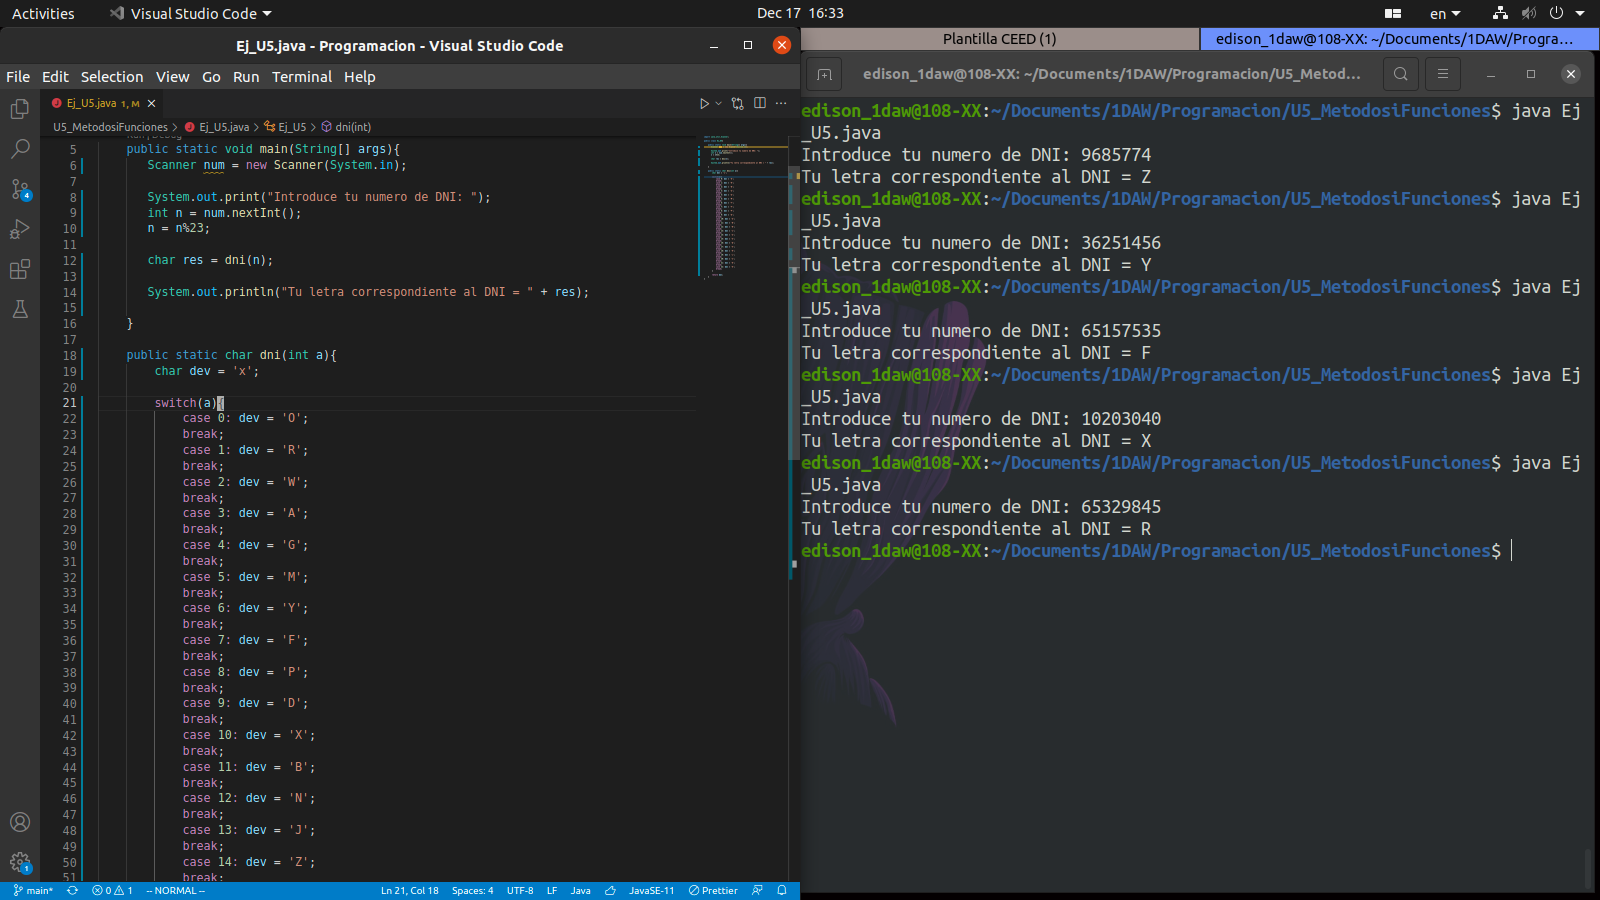 Activities
Visual Studio Code
Dec 17 16:33
en
Ej_U5.java - Programacion - Visual Studio Code
File Edit Selection View Go Run Terminal Help
Ej_U5.java 1, M
U5_MetodosiFunciones > Ej_U5.java > Ej_U5 > dni(int)
5 public static void main(String[] args){
6 Scanner num = new Scanner(System.in);
7
8 System.out.print("Introduce tu numero de DNI: ");
9 int n = num.nextInt();
10 n = n%23;
11
12 char res = dni(n);
13
14 System.out.println("Tu letra correspondiente al DNI = " + res);
15
16 }
17
18 public static char dni(int a){
19 char dev = 'x';
20
21 switch(a){
22 case 0: dev = 'O';
23 break;
24 case 1: dev = 'R';
25 break;
26 case 2: dev = 'W';
27 break;
28 case 3: dev = 'A';
29 break;
30 case 4: dev = 'G';
31 break;
32 case 5: dev = 'M';
33 break;
34 case 6: dev = 'Y';
35 break;
36 case 7: dev = 'F';
37 break;
38 case 8: dev = 'P';
39 break;
40 case 9: dev = 'D';
41 break;
42 case 10: dev = 'X';
43 break;
44 case 11: dev = 'B';
45 break;
46 case 12: dev = 'N';
47 break;
48 case 13: dev = 'J';
49 break;
50 case 14: dev = 'Z';
51 break;
4
1
main* 0 1 -- NORMAL -- Ln 21, Col 18 Spaces: 4 UTF-8 LF Java JavaSE-11 Prettier
Plantilla CEED (1)
edison_1daw@108-XX: ~/Documents/1DAW/Progra...
edison_1daw@108-XX: ~/Documents/1DAW/Programacion/U5_Metod...
edison_1daw@108-XX:~/Documents/1DAW/Programacion/U5_MetodosiFunciones$ java Ej
_U5.java
Introduce tu numero de DNI: 9685774
Tu letra correspondiente al DNI = Z
edison_1daw@108-XX:~/Documents/1DAW/Programacion/U5_MetodosiFunciones$ java Ej
_U5.java
Introduce tu numero de DNI: 36251456
Tu letra correspondiente al DNI = Y
edison_1daw@108-XX:~/Documents/1DAW/Programacion/U5_MetodosiFunciones$ java Ej
_U5.java
Introduce tu numero de DNI: 65157535
Tu letra correspondiente al DNI = F
edison_1daw@108-XX:~/Documents/1DAW/Programacion/U5_MetodosiFunciones$ java Ej
_U5.java
Introduce tu numero de DNI: 10203040
Tu letra correspondiente al DNI = X
edison_1daw@108-XX:~/Documents/1DAW/Programacion/U5_MetodosiFunciones$ java Ej
_U5.java
Introduce tu numero de DNI: 65329845
Tu letra correspondiente al DNI = R
edison_1daw@108-XX:~/Documents/1DAW/Programacion/U5_MetodosiFunciones$